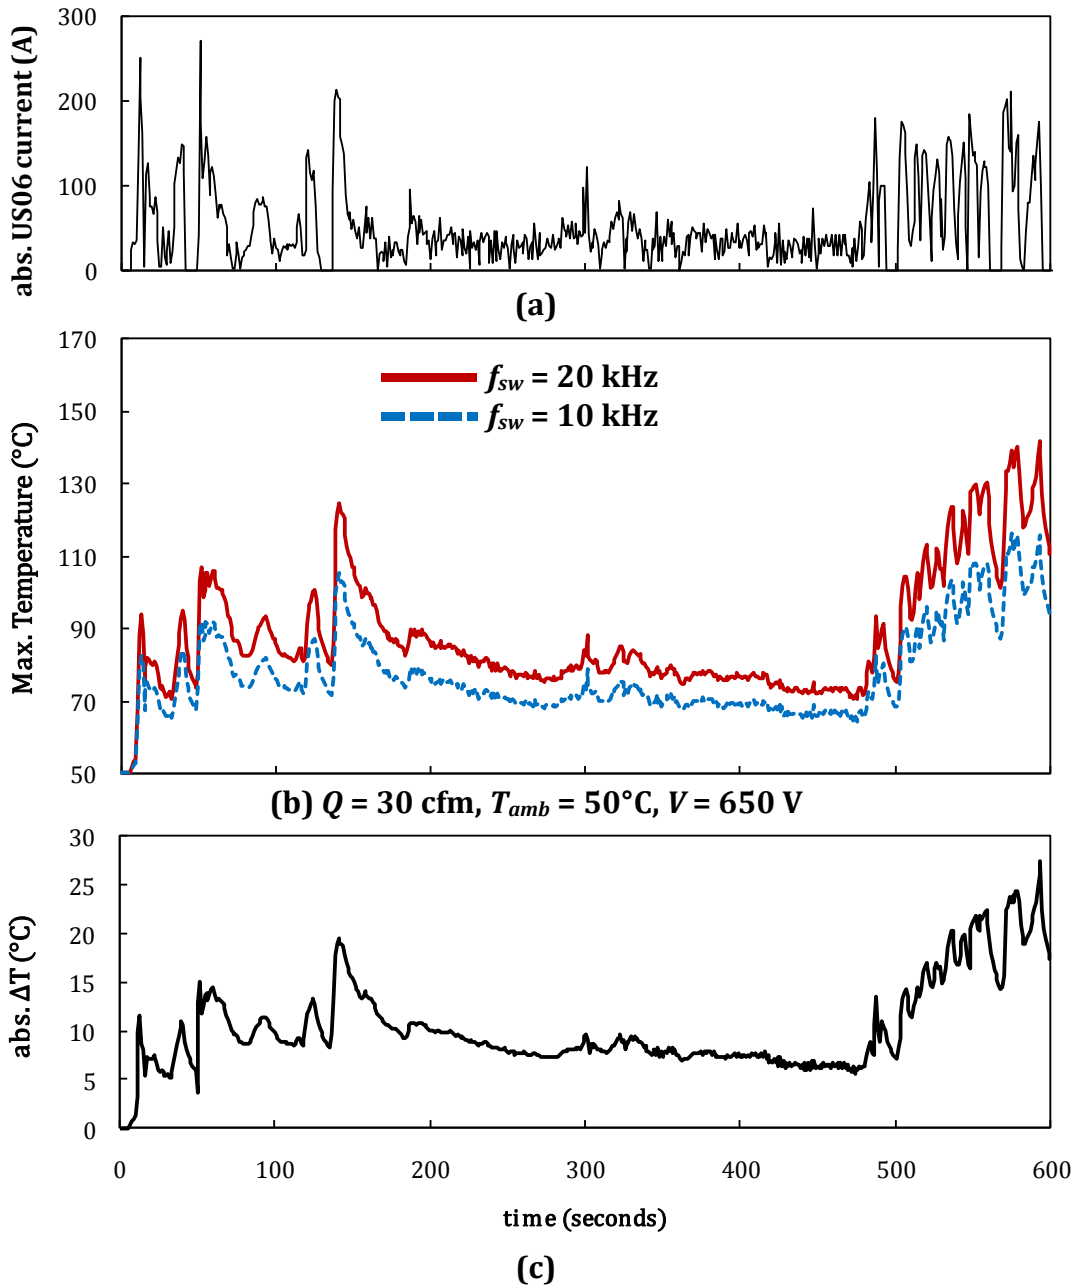 abs. US06 current (A)
300
200
100
0
(a)
Max. Temperature (°C)
170
150
130
110
90
70
50
f_sw = 20 kHz
f_sw = 10 kHz
(b) Q = 30 cfm, T_amb = 50°C, V = 650 V
abs. ΔT (°C)
30
25
20
15
10
5
0
0 100 200 300 400 500 600
time (seconds)
(c)